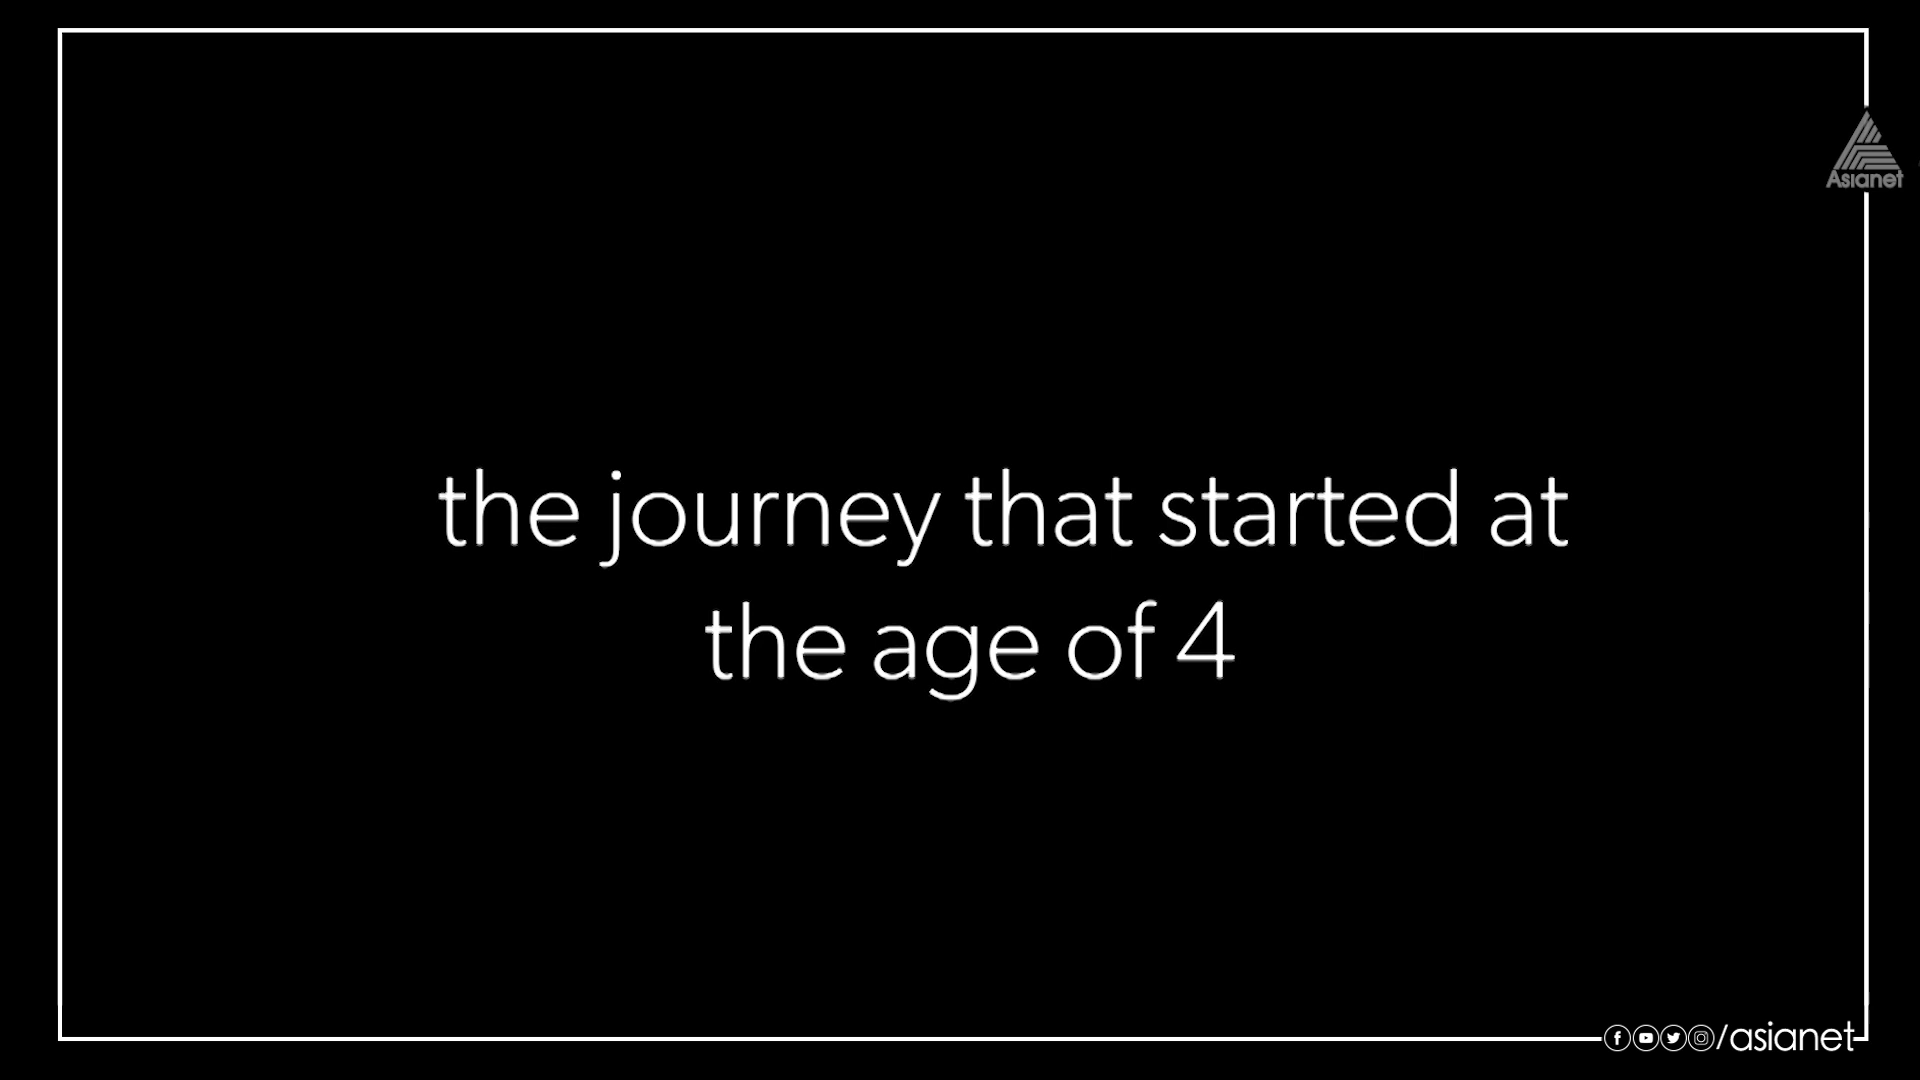 Asianet
the journey that started at
the age of 4
/asianet